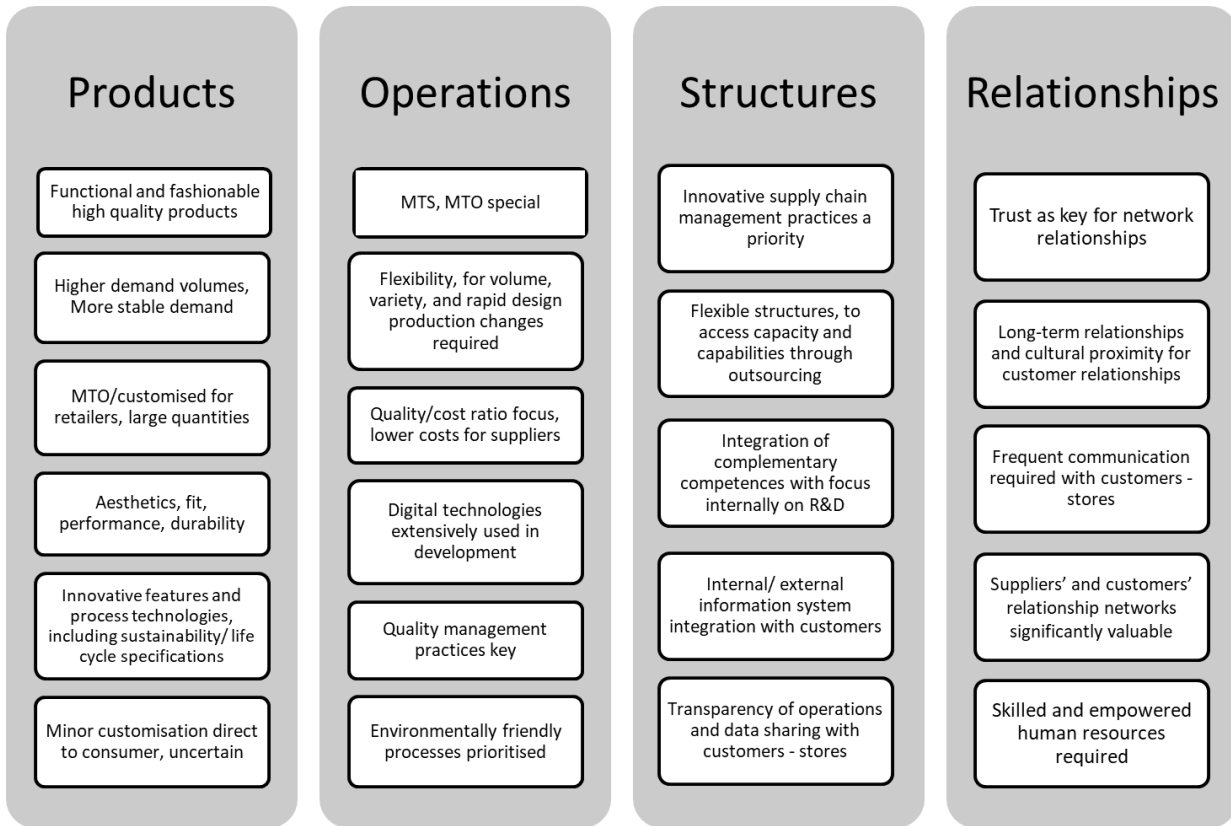 Products
Functional and fashionable
high quality products
Higher demand volumes,
More stable demand
MTO/customised for
retailers, large quantities
Aesthetics, fit,
performance, durability
Innovative features and
process technologies,
including sustainability/ life
cycle specifications
Minor customisation direct
to consumer, uncertain
Operations
MTS, MTO special
Flexibility, for volume,
variety, and rapid design
production changes
required
Quality/cost ratio focus,
lower costs for suppliers
Digital technologies
extensively used in
development
Quality management
practices key
Environmentally friendly
processes prioritised
Structures
Innovative supply chain
management practices a
priority
Flexible structures, to
access capacity and
capabilities through
outsourcing
Integration of
complementary
competences with focus
internally on R&D
Internal/ external
information system
integration with customers
Transparency of operations
and data sharing with
customers - stores
Relationships
Trust as key for network
relationships
Long-term relationships
and cultural proximity for
customer relationships
Frequent communication
required with customers -
stores
Suppliers’ and customers’
relationship networks
significantly valuable
Skilled and empowered
human resources
required